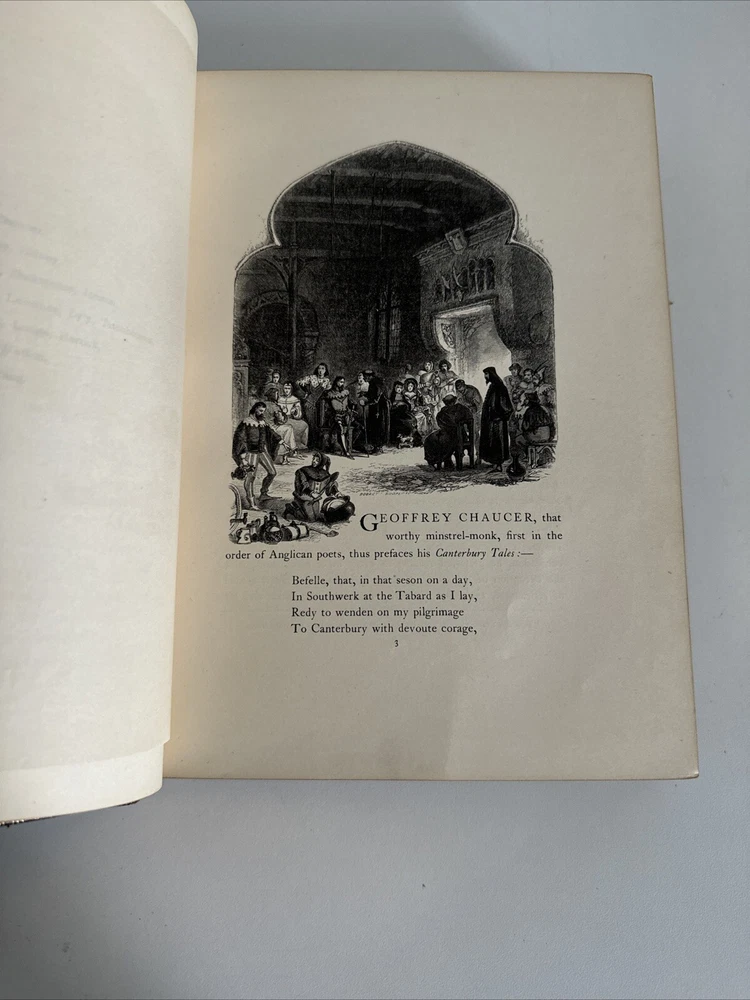 GEOFFREY CHAUCER, that
worthy minstrel-monk, first in the
order of Anglican poets, thus prefaces his Canterbury Tales:—
Befelle, that, in that seson on a day,
In Southwerk at the Tabard as I lay,
Redy to wenden on my pilgrimage
To Canterbury with devoute corage,
3